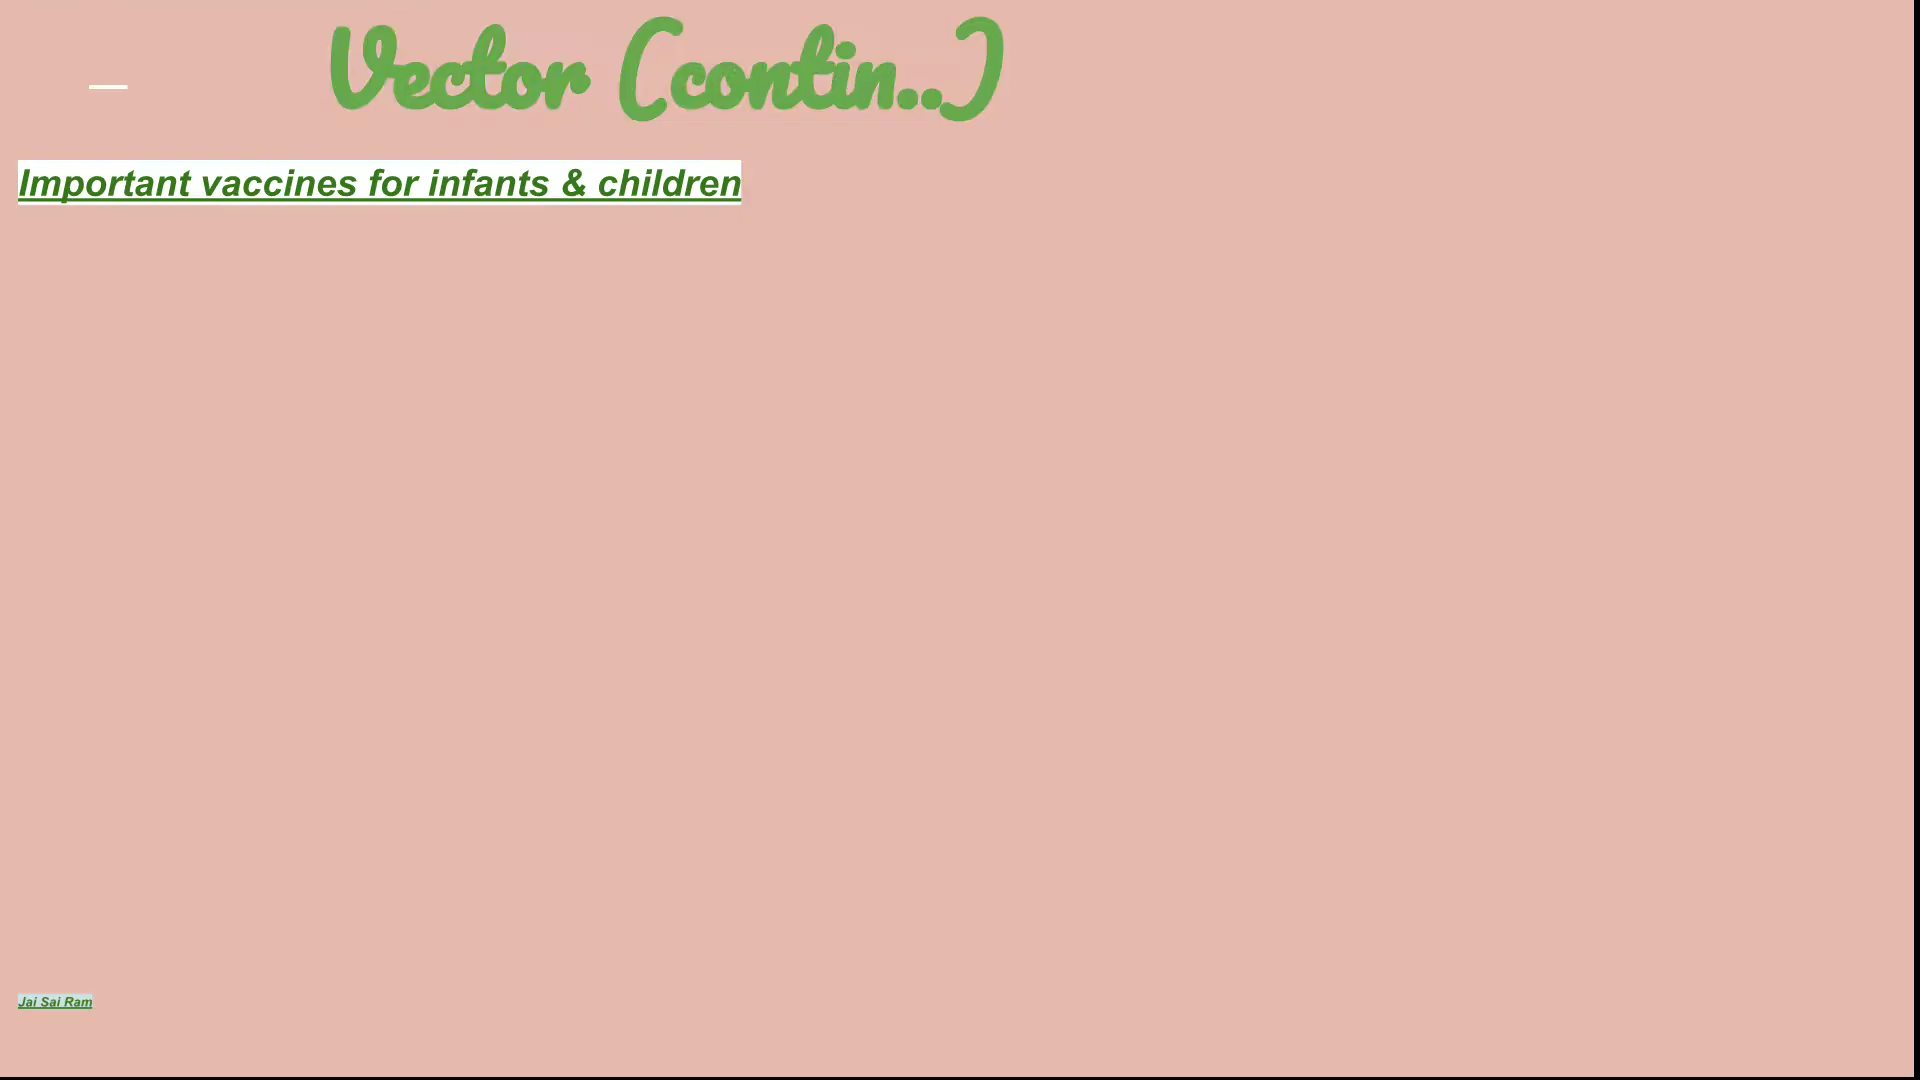 Vector (contin..)
Important vaccines for infants & children
Jai Sai Ram